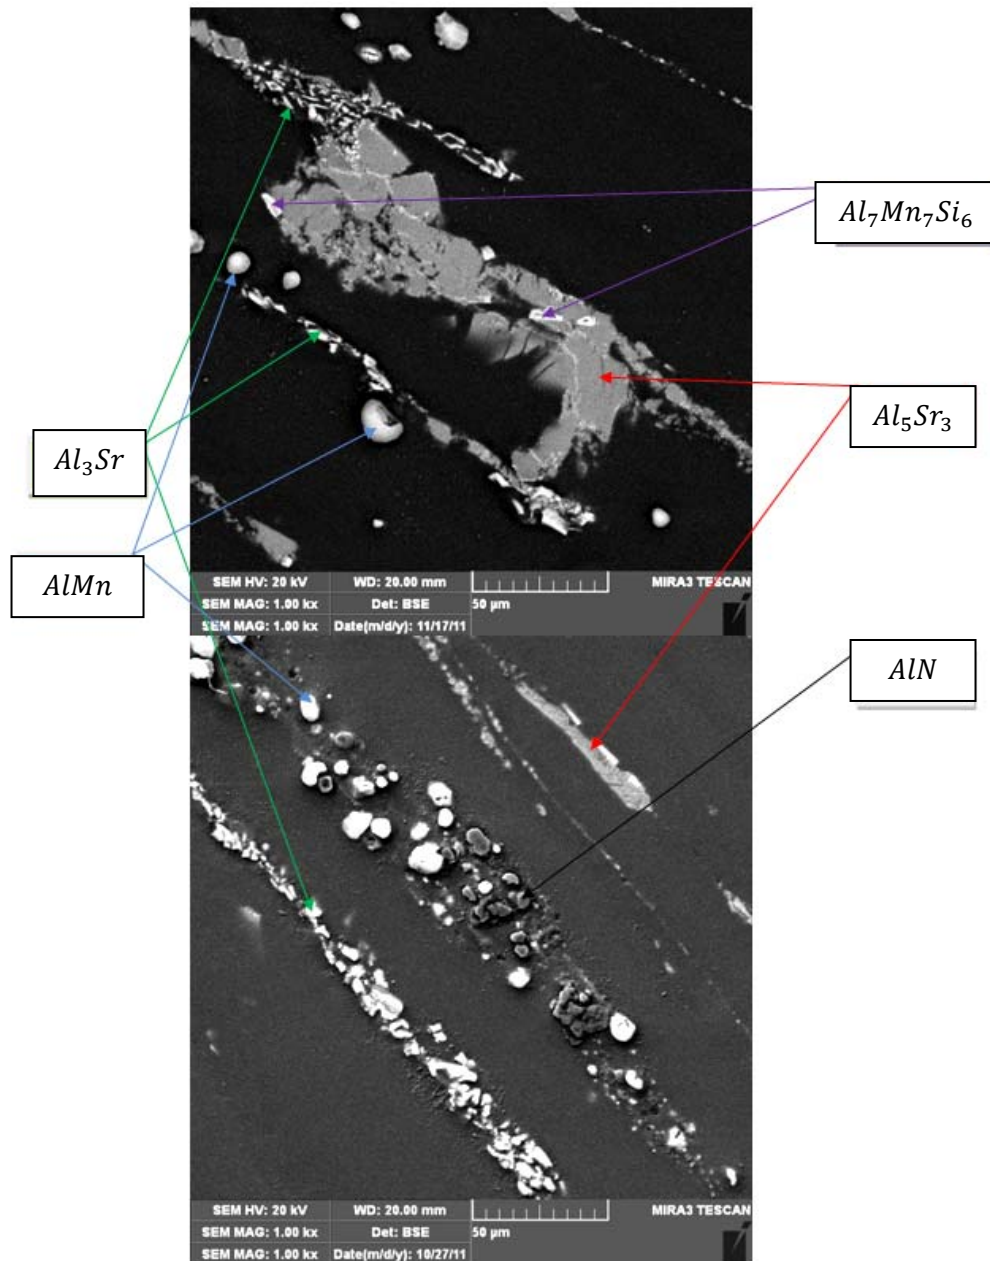 Al₇Mn₇Si₆
Al₅Sr₃
Al₃Sr
AlMn
SEM HV: 20 kV WD: 20.00 mm MIRA3 TESCAN
SEM MAG: 1.00 kx Det: BSE 50 µm
SEM MAG: 1.00 kx Date(m/d/y): 11/17/11
AlN
SEM HV: 20 kV WD: 20.00 mm MIRA3 TESCAN
SEM MAG: 1.00 kx Det: BSE 50 µm
SEM MAG: 1.00 kx Date(m/d/y): 10/27/11